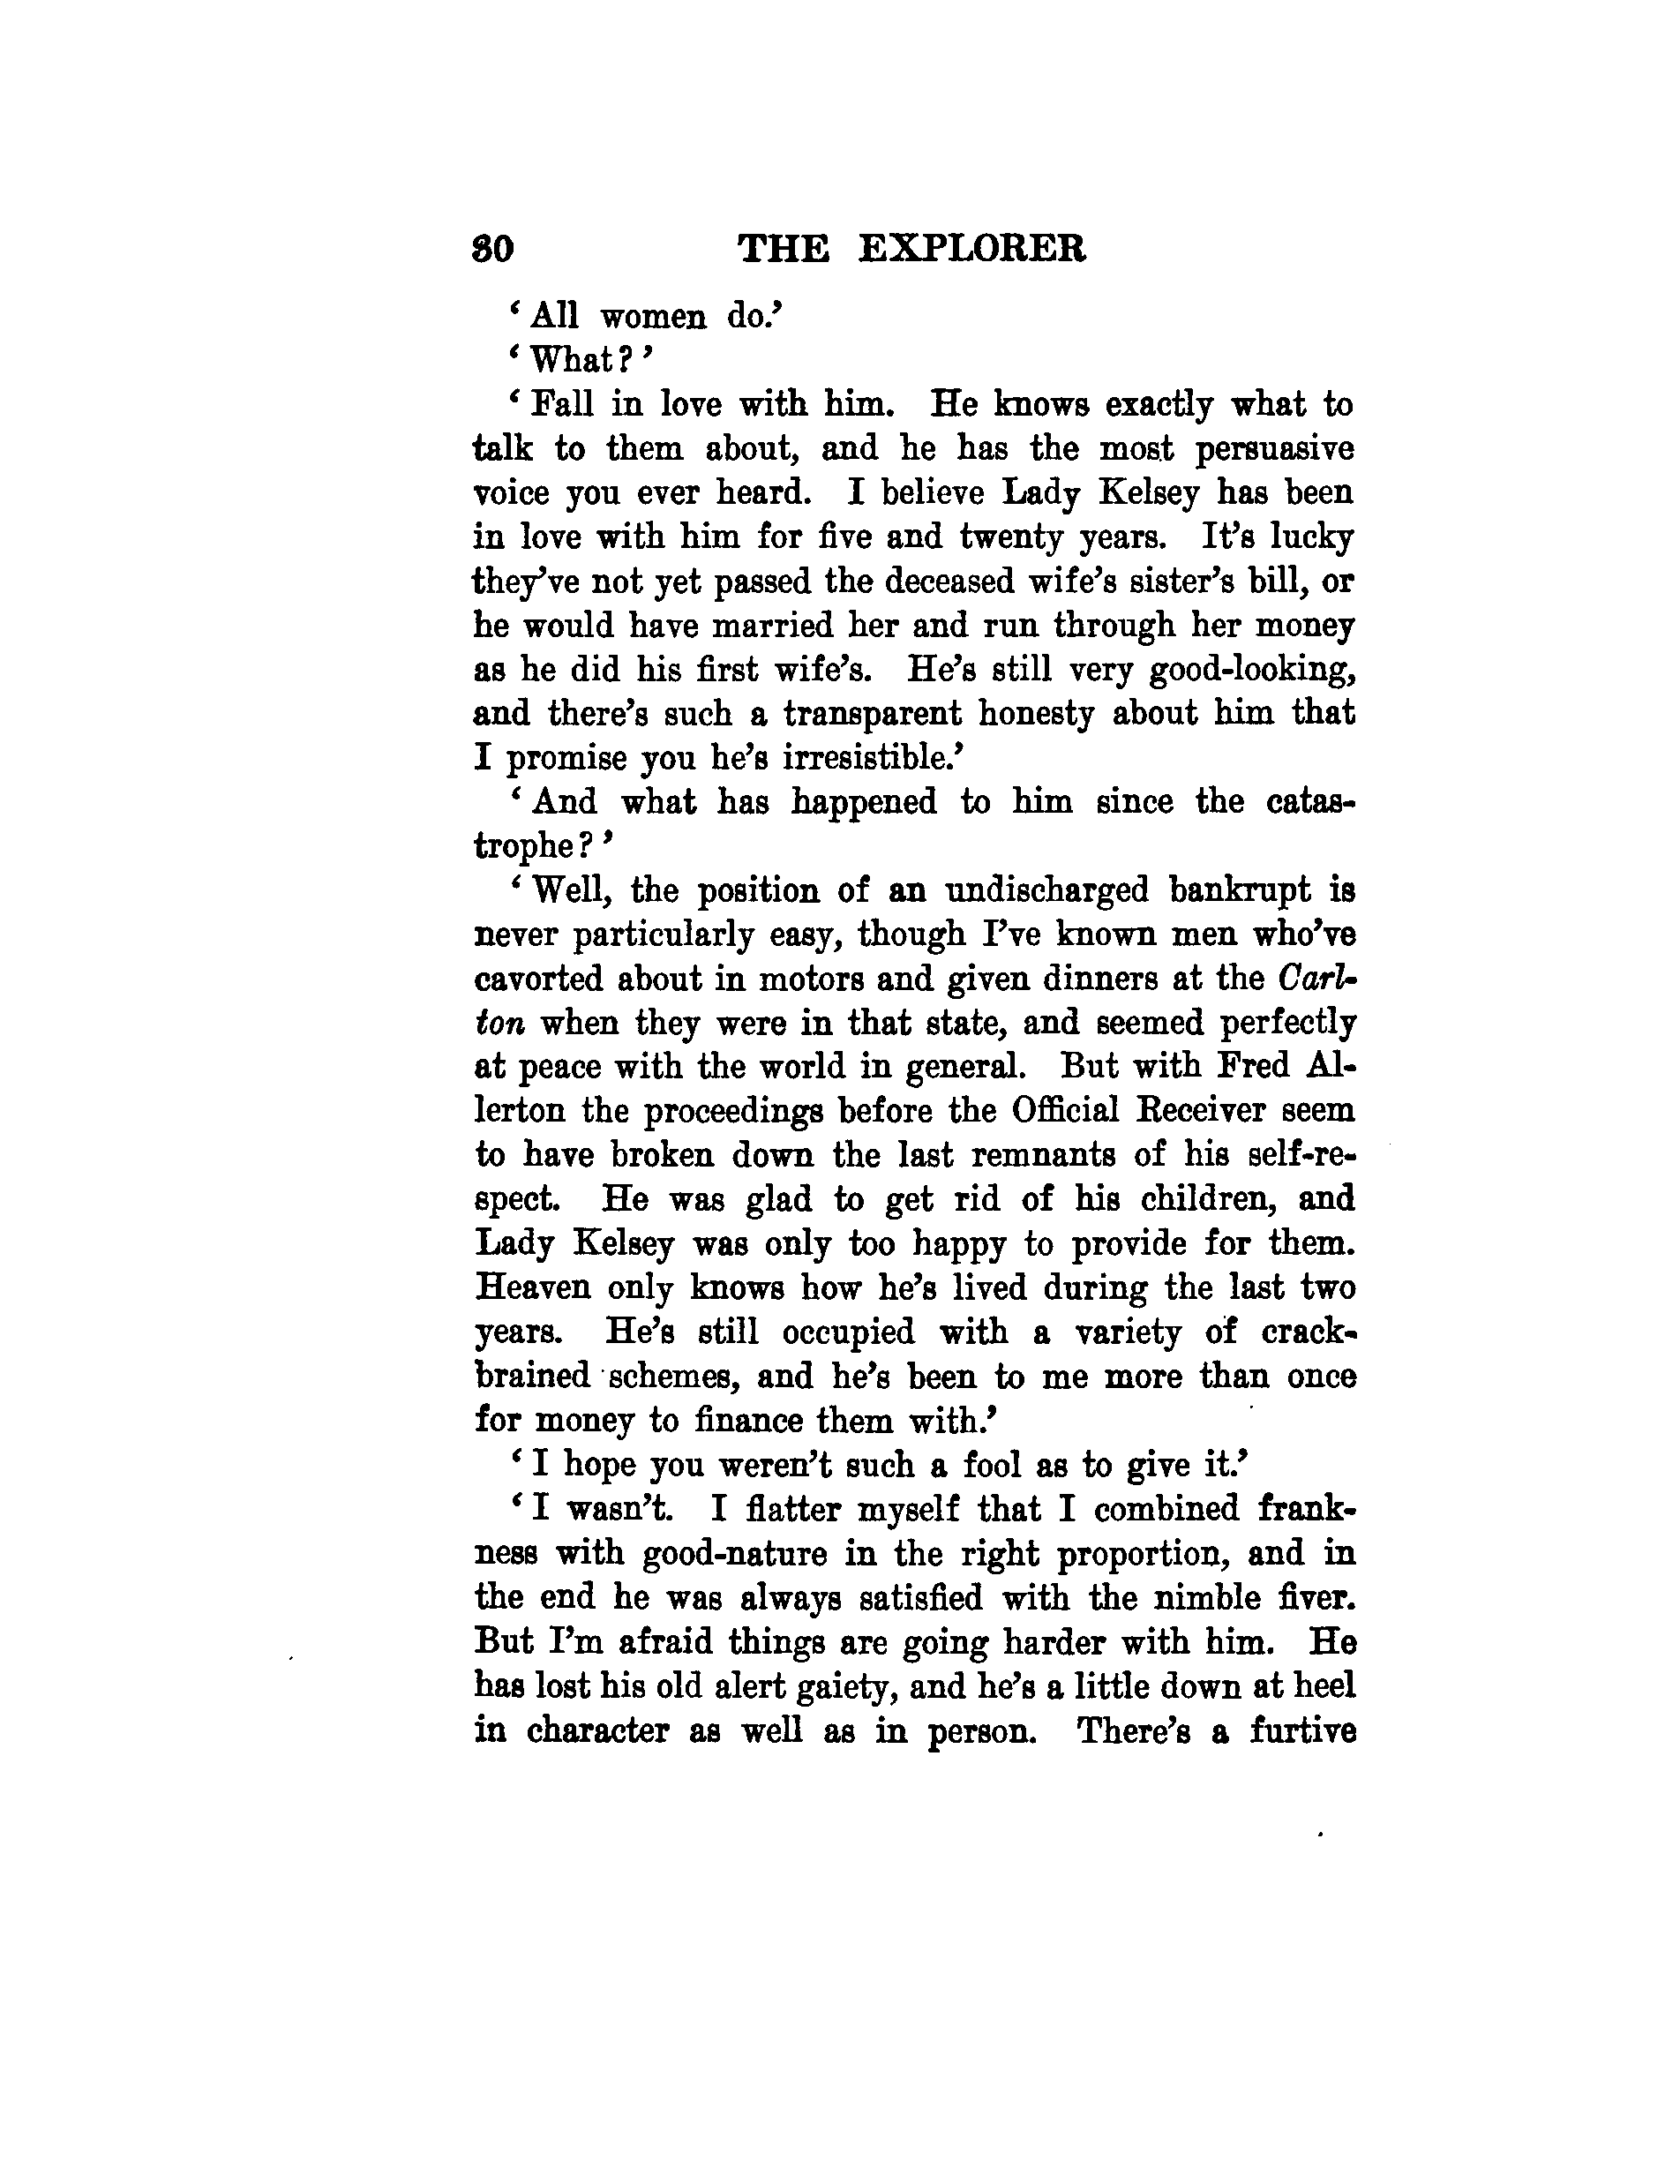 30 THE EXPLORER
‘ All women do.’
‘ What? ’
‘ Fall in love with him. He knows exactly what to
talk to them about, and he has the most persuasive
voice you ever heard. I believe Lady Kelsey has been
in love with him for five and twenty years. It’s lucky
they’ve not yet passed the deceased wife’s sister’s bill, or
he would have married her and run through her money
as he did his first wife’s. He’s still very good-looking,
and there’s such a transparent honesty about him that
I promise you he’s irresistible.’
‘ And what has happened to him since the catas-
trophe? ’
‘ Well, the position of an undischarged bankrupt is
never particularly easy, though I’ve known men who’ve
cavorted about in motors and given dinners at the Carl-
ton when they were in that state, and seemed perfectly
at peace with the world in general. But with Fred Al-
lerton the proceedings before the Official Receiver seem
to have broken down the last remnants of his self-re-
spect. He was glad to get rid of his children, and
Lady Kelsey was only too happy to provide for them.
Heaven only knows how he’s lived during the last two
years. He’s still occupied with a variety of crack-
brained schemes, and he’s been to me more than once
for money to finance them with.’
‘ I hope you weren’t such a fool as to give it.’
‘ I wasn’t. I flatter myself that I combined frank-
ness with good-nature in the right proportion, and in
the end he was always satisfied with the nimble fiver.
But I’m afraid things are going harder with him. He
has lost his old alert gaiety, and he’s a little down at heel
in character as well as in person. There’s a furtive